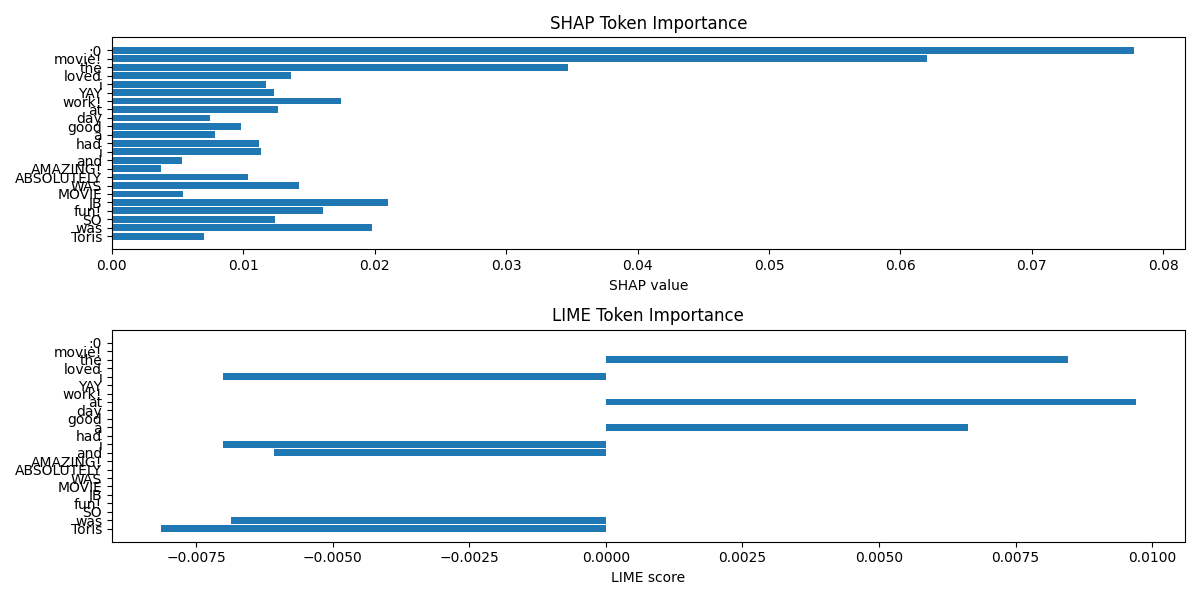 SHAP Token Importance
:0
movie!
the
loved
i
YAY
work!
at
day
good
a
had
i
and
AMAZING!
ABSOLUTELY
WAS
MOVIE
JB
fun!
SO
was
Toris
0.00 0.01 0.02 0.03 0.04 0.05 0.06 0.07 0.08
SHAP value
LIME Token Importance
:0
movie!
the
loved
i
YAY
work!
at
day
good
a
had
i
and
AMAZING!
ABSOLUTELY
WAS
MOVIE
JB
fun!
SO
was
Toris
−0.0075 −0.0050 −0.0025 0.0000 0.0025 0.0050 0.0075 0.0100
LIME score